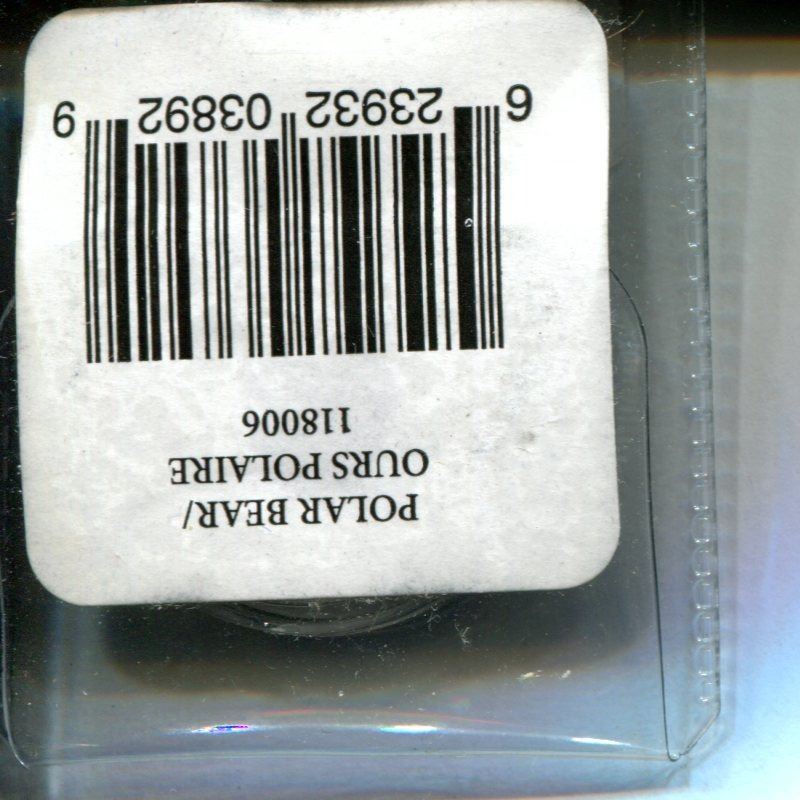 POLAR BEAR/
OURS POLAIRE
118006
6 23932 03892 9